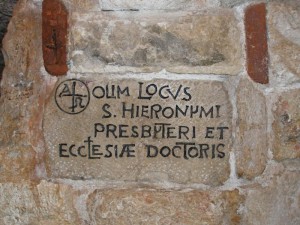 A Ω OLIM LOCVS
S. HIERONYMI
PRESBYTERI ET
ECCLESIÆ DOCTORIS